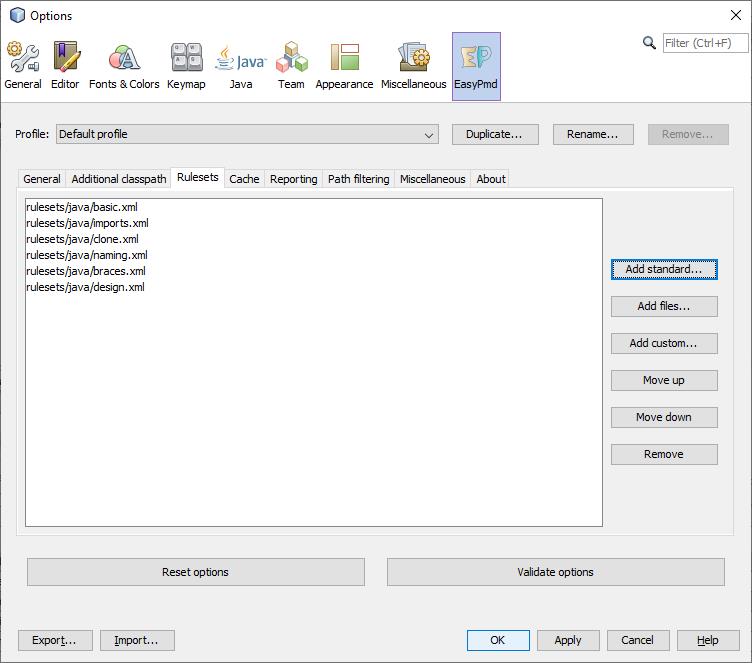 Options
Filter (Ctrl+F)
General Editor Fonts & Colors Keymap Java Team Appearance Miscellaneous EasyPmd
Profile: Default profile Duplicate... Rename... Remove...
General Additional classpath Rulesets Cache Reporting Path filtering Miscellaneous About
rulesets/java/basic.xml
rulesets/java/imports.xml
rulesets/java/clone.xml
rulesets/java/naming.xml
rulesets/java/braces.xml
rulesets/java/design.xml
Add standard...
Add files...
Add custom...
Move up
Move down
Remove
Reset options Validate options
Export... Import... OK Apply Cancel Help